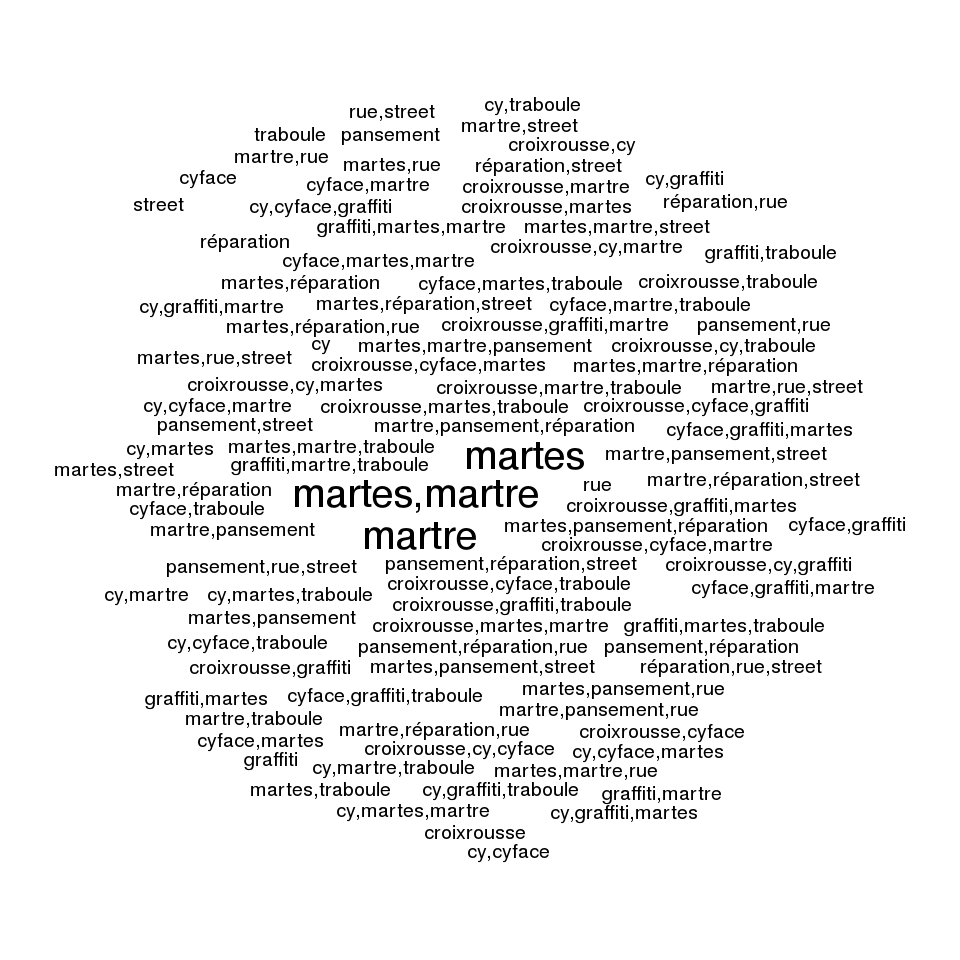 rue,street cy,traboule
traboule pansement martre,street
croixrousse,cy
martre,rue martes,rue réparation,street
cyface cyface,martre croixrousse,martre cy,graffiti
street cy,cyface,graffiti croixrousse,martes réparation,rue
graffiti,martes,martre martes,martre,street
réparation croixrousse,cy,martre graffiti,traboule
cyface,martes,martre
martes,réparation cyface,martes,traboule croixrousse,traboule
cy,graffiti,martre martes,réparation,street cyface,martre,traboule
martes,réparation,rue croixrousse,graffiti,martre pansement,rue
cy martes,martre,pansement croixrousse,cy,traboule
martes,rue,street croixrousse,cyface,martes martes,martre,réparation
croixrousse,cy,martes croixrousse,martre,traboule martre,rue,street
cy,cyface,martre croixrousse,martes,traboule croixrousse,cyface,graffiti
pansement,street martre,pansement,réparation cyface,graffiti,martes
cy,martes martes,martre,traboule martes martre,pansement,street
martes,street graffiti,martre,traboule
martre,réparation martes,martre rue martre,réparation,street
cyface,traboule croixrousse,graffiti,martes
martre,pansement martre martes,pansement,réparation cyface,graffiti
croixrousse,cyface,martre
pansement,rue,street pansement,réparation,street croixrousse,cy,graffiti
croixrousse,cyface,traboule cyface,graffiti,martre
cy,martre cy,martes,traboule croixrousse,graffiti,traboule
martes,pansement croixrousse,martes,martre graffiti,martes,traboule
cy,cyface,traboule pansement,réparation,rue pansement,réparation
croixrousse,graffiti martes,pansement,street réparation,rue,street
graffiti,martes cyface,graffiti,traboule martes,pansement,rue
martre,traboule martre,pansement,rue
cyface,martes martre,réparation,rue croixrousse,cyface
croixrousse,cy,cyface cy,cyface,martes
graffiti cy,martre,traboule martes,martre,rue
martes,traboule cy,graffiti,traboule graffiti,martre
cy,martes,martre cy,graffiti,martes
croixrousse
cy,cyface